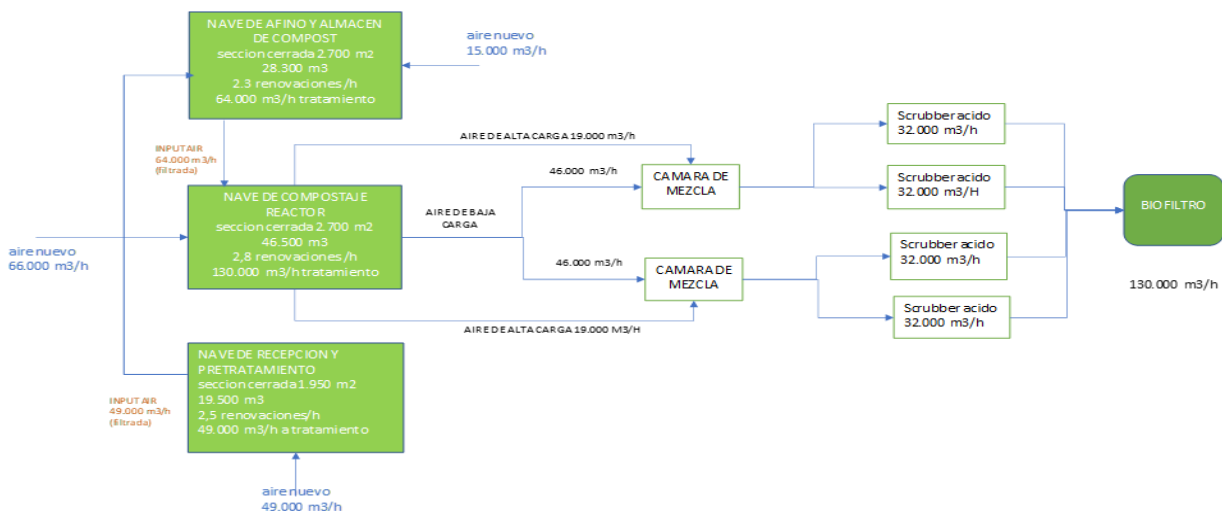 NAVE DE AFINO Y ALMACEN
DE COMPOST
seccion cerrada 2.700 m2
28.300 m3
2.3 renovaciones/h
64.000 m3/h tratamiento
aire nuevo
15.000 m3/h
INPUT AIR
64.000 m3/h
(filtrada)
NAVE DE COMPOSTAJE
REACTOR
seccion cerrada 2.700 m2
46.500 m3
2,8 renovaciones/h
130.000 m3/h tratamiento
aire nuevo
66.000 m3/h
NAVE DE RECEPCION Y
PRETRATAMIENTO
seccion cerrada 1.950 m2
19.500 m3
2,5 renovaciones/h
49.000 m3/h a tratamiento
INPUT AIR
49.000 m3/h
(filtrada)
aire nuevo
49.000 m3/h
AIRE DE ALTA CARGA 19.000 m3/h
AIRE DE BAJA
CARGA
AIRE DE ALTA CARGA 19.000 M3/H
46.000 m3/h
46.000 m3/h
CAMARA DE
MEZCLA
CAMARA DE
MEZCLA
Scrubber acido
32.000 m3/h
Scrubber acido
32.000 m3/H
Scrubber acido
32.000 m3/h
Scrubber acido
32.000 m3/h
BIOFILTRO
130.000 m3/h